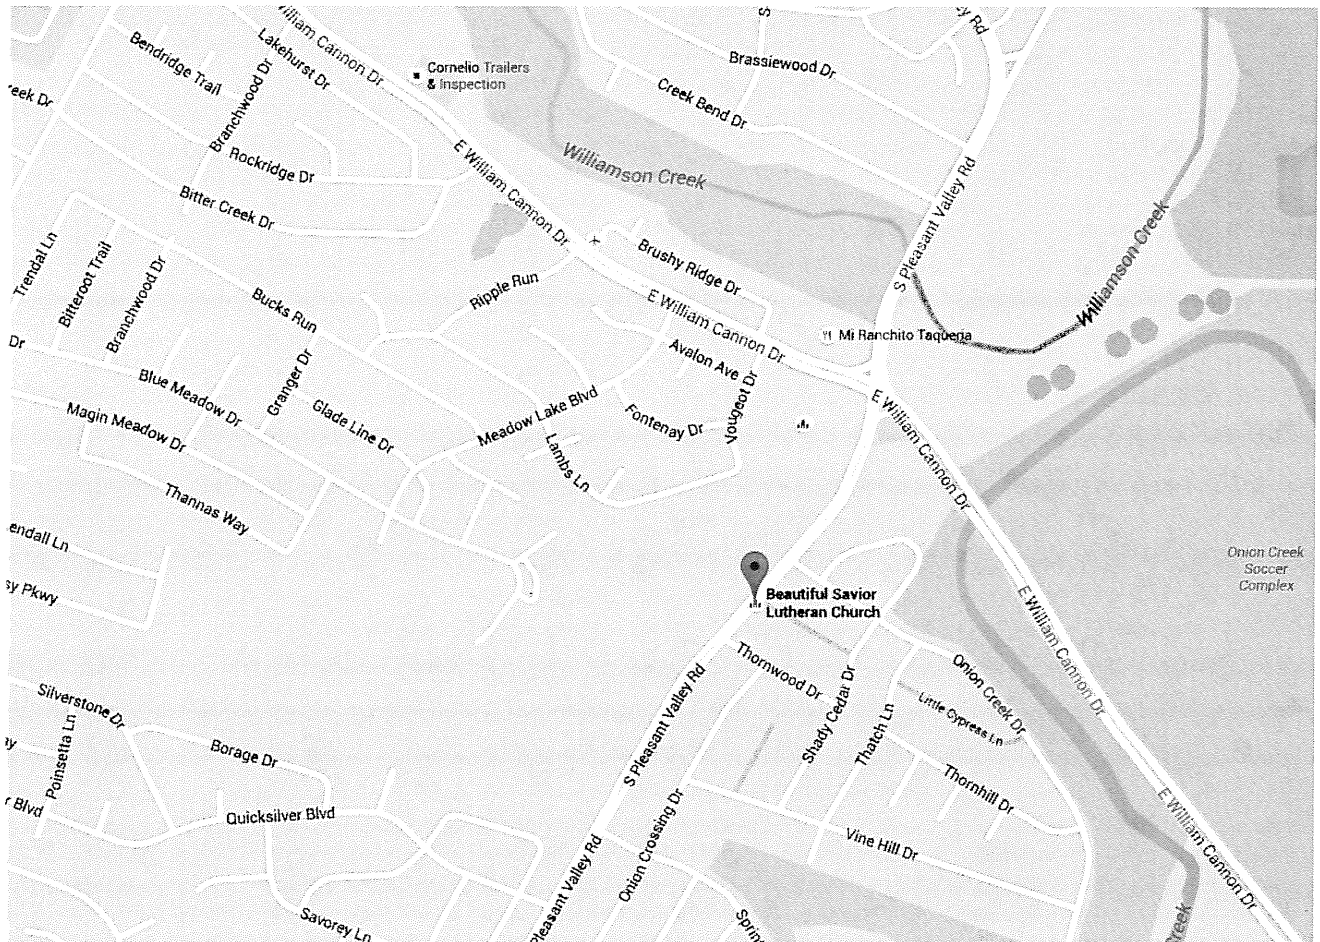 William Cannon Dr
S
ey Rd
Bendridge Trail
Lakehurst Dr
Branchwood Dr
Cornelio Trailers
& Inspection
Brassiewood Dr
Creek Bend Dr
reek Dr
Rockridge Dr
E William Cannon Dr
Williamson Creek
S Pleasant Valley Rd
Bitter Creek Dr
Williamson Creek
Trendal Ln
Bitteroot Trail
Branchwood Dr
Bucks Run
Ripple Run
Brushy Ridge Dr
E William Cannon Dr
Mi Ranchito Taqueria
Dr
Blue Meadow Dr
Granger Dr
Glade Line Dr
Avalon Ave
Vougeot Dr
E William Cannon Dr
Magin Meadow Dr
Meadow Lake Blvd
Fontenay Dr
Lambs Ln
Thannas Way
endall Ln
sy Pkwy
Onion Creek
Soccer
Complex
Beautiful Savior
Lutheran Church
E William Cannon Dr
Thornwood Dr
Onion Creek Dr
Shady Cedar Dr
Thatch Ln
Little Cypress Ln
S Pleasant Valley Rd
Silverstone Dr
Poinsetta Ln
ay
Borage Dr
r Blvd
Quicksilver Blvd
Thornhill Dr
Onion Crossing Dr
Vine Hill Dr
E William Cannon Dr
Pleasant Valley Rd
Savorey Ln
Spring
Creek